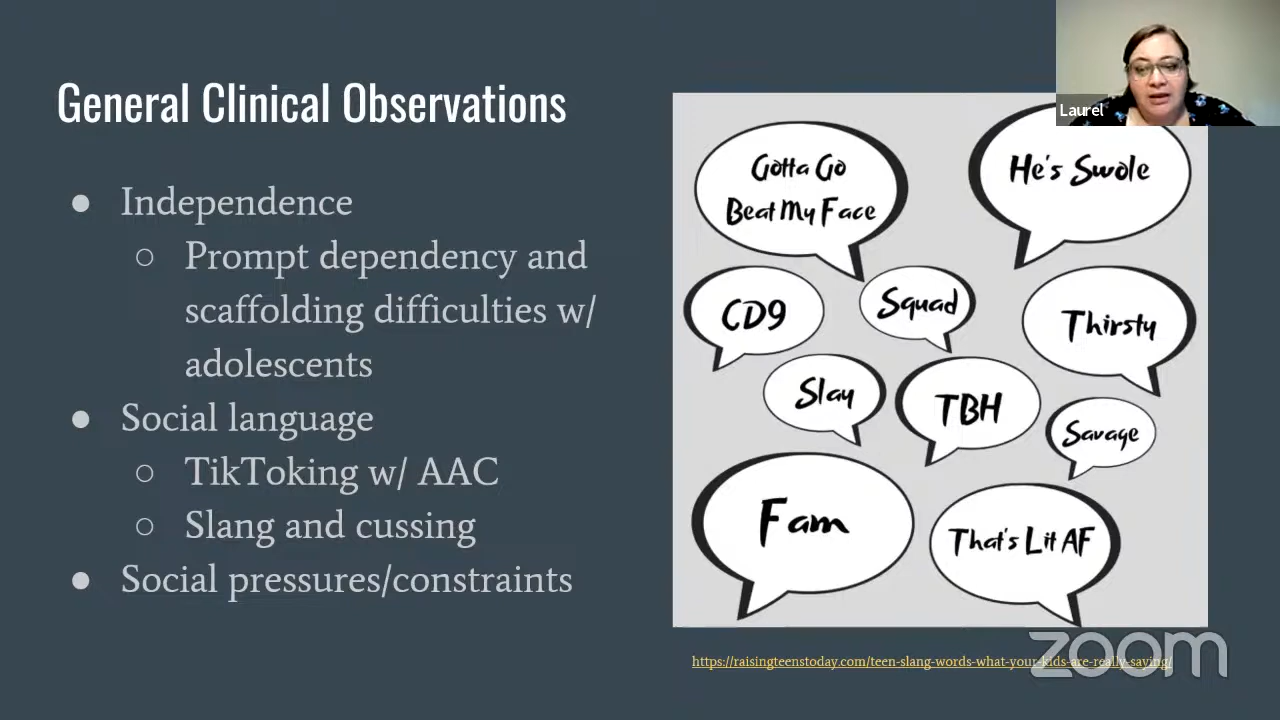 General Clinical Observations
● Independence
○ Prompt dependency and
scaffolding difficulties w/
adolescents
● Social language
○ TikToking w/ AAC
○ Slang and cussing
● Social pressures/constraints
Gotta Go
Beat My Face
He's Swole
CD9
Squad
Thirsty
Slay
TBH
Savage
Fam
That's Lit AF
https://raisingteenstoday.com/teen-slang-words-what-your-kids-are-really-saying/
Laurel
zoom